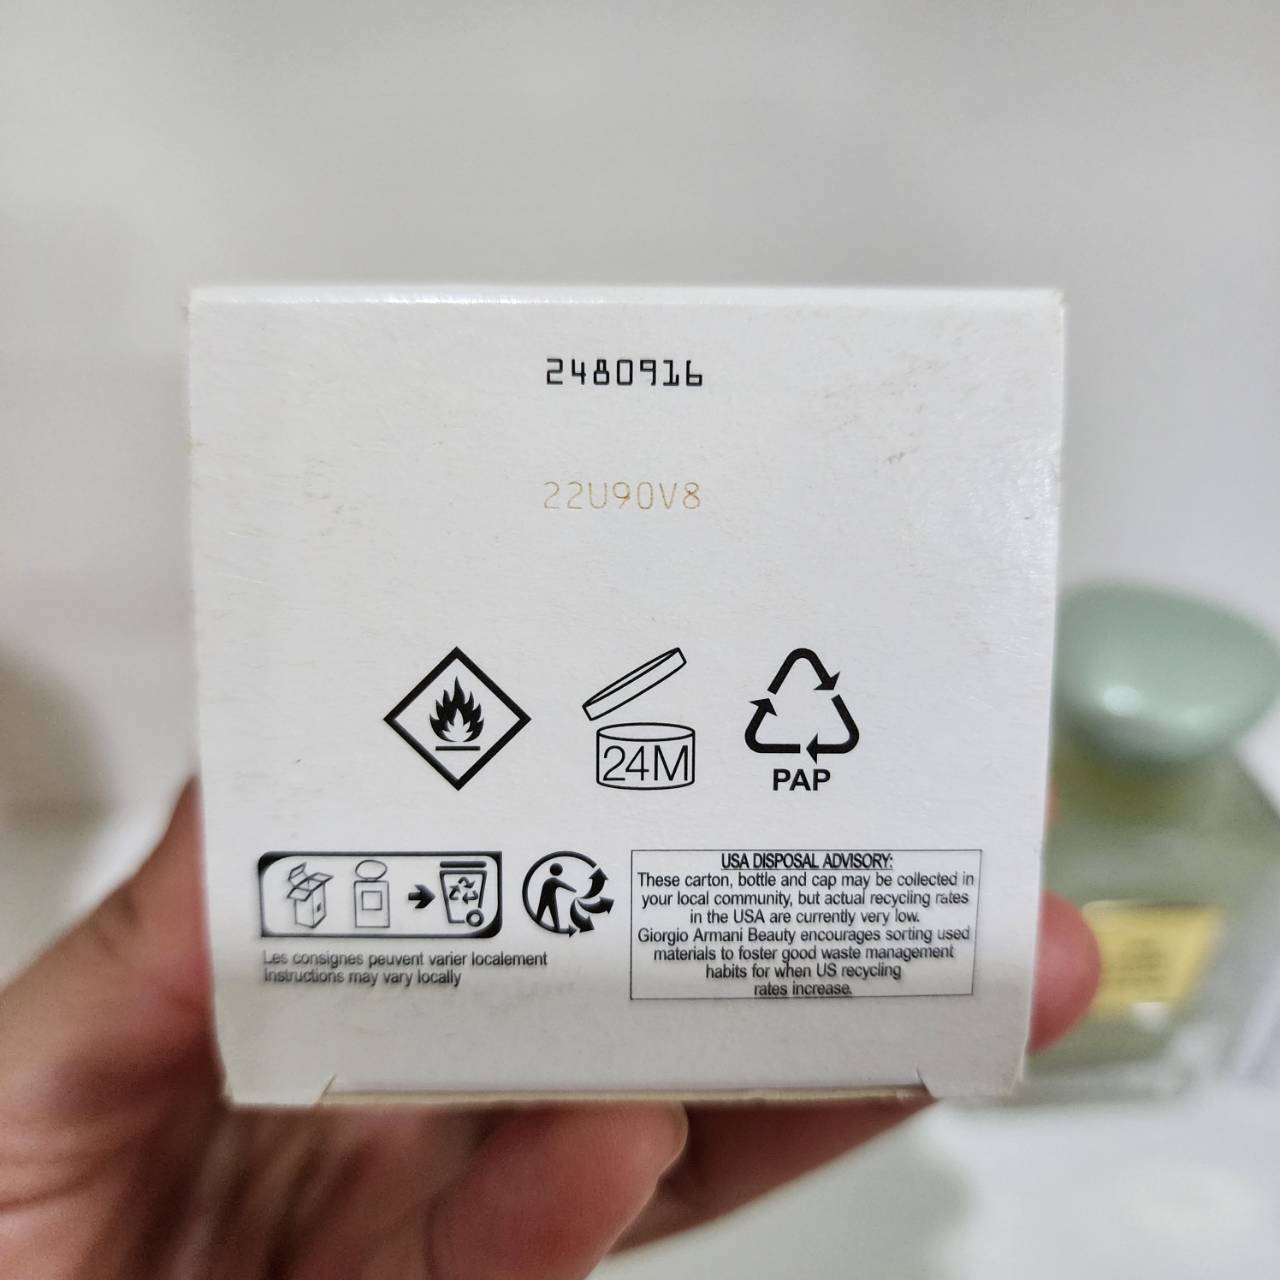 2480916
22U90V8
24M
PAP
Les consignes peuvent varier localement
Instructions may vary locally
USA DISPOSAL ADVISORY:
These carton, bottle and cap may be collected in
your local community, but actual recycling rates
in the USA are currently very low.
Giorgio Armani Beauty encourages sorting used
materials to foster good waste management
habits for when US recycling
rates increase.